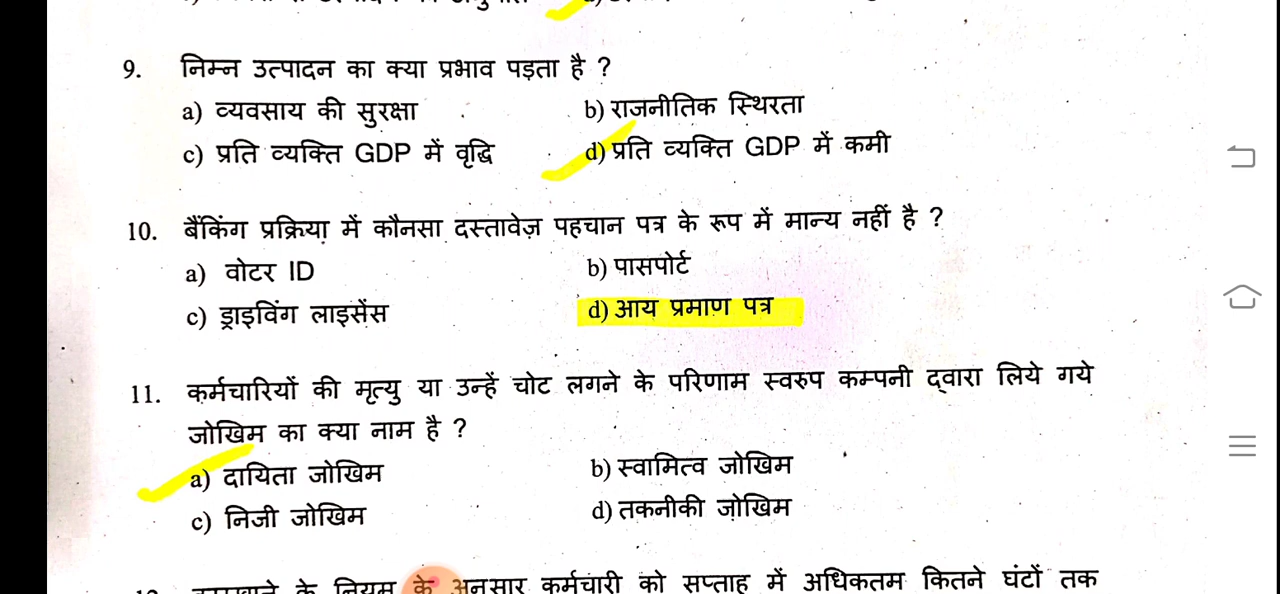 9. निम्न उत्पादन का क्या प्रभाव पड़ता है ?
a) व्यवसाय की सुरक्षा b) राजनीतिक स्थिरता
c) प्रति व्यक्ति GDP में वृद्धि d) प्रति व्यक्ति GDP में कमी
10. बैंकिंग प्रक्रिया में कौनसा दस्तावेज़ पहचान पत्र के रूप में मान्य नहीं है ?
a) वोटर ID b) पासपोर्ट
c) ड्राइविंग लाइसेंस d) आय प्रमाण पत्र
11. कर्मचारियों की मृत्यु या उन्हें चोट लगने के परिणाम स्वरुप कम्पनी द्वारा लिये गये
जोखिम का क्या नाम है ?
a) दायिता जोखिम b) स्वामित्व जोखिम
c) निजी जोखिम d) तकनीकी जोखिम
के नियम के अनुसार कर्मचारी को सप्ताह में अधिकतम कितने घंटों तक